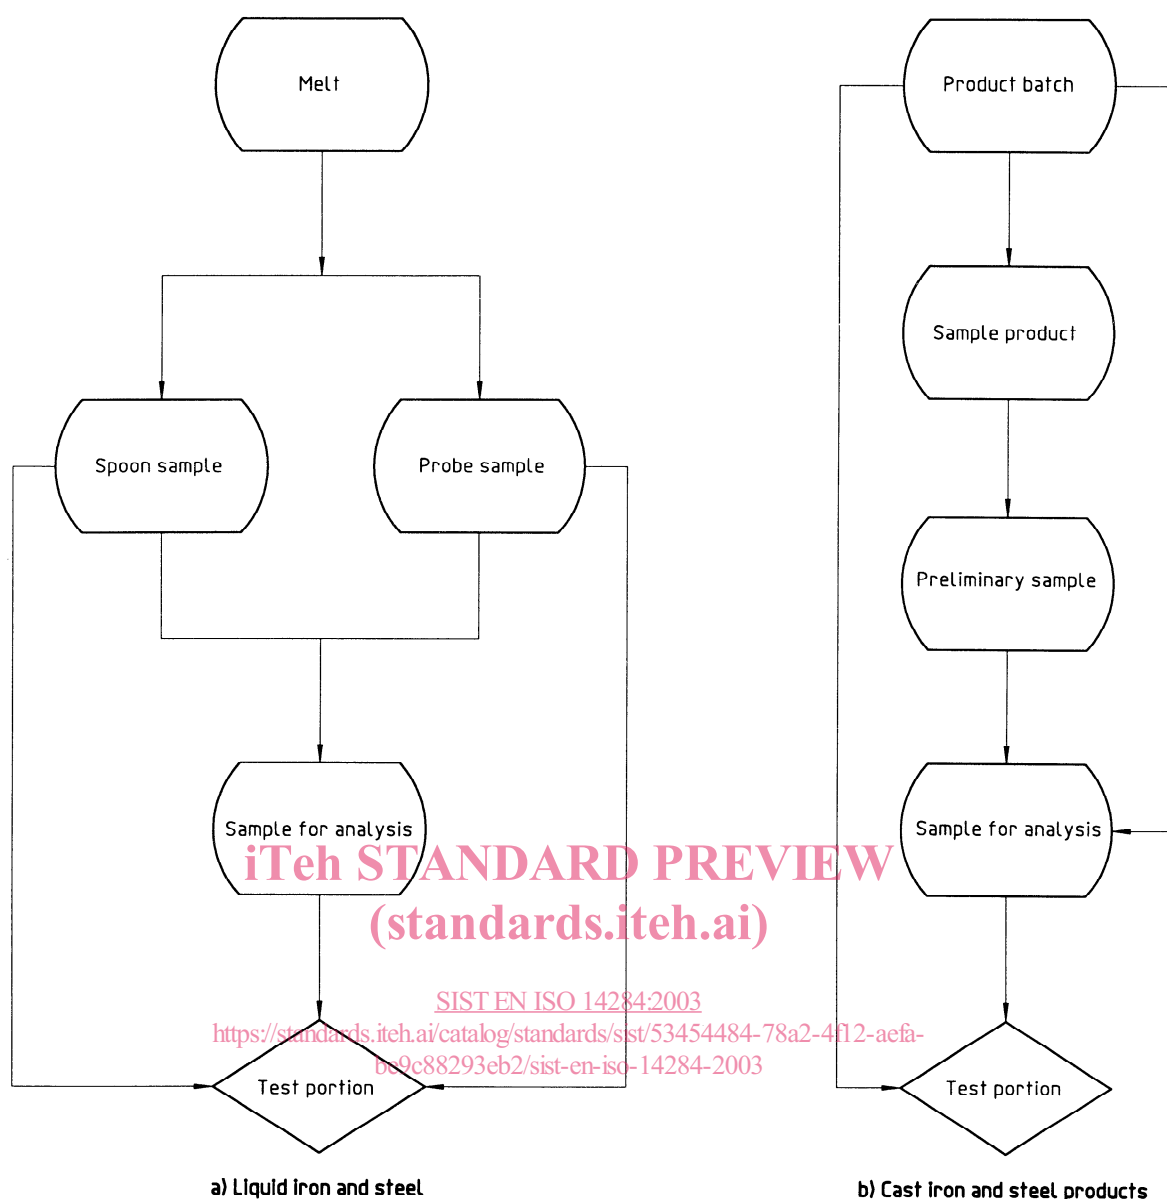 Melt
Spoon sample
Probe sample
Sample for analysis
Test portion
a) Liquid iron and steel
Product batch
Sample product
Preliminary sample
Sample for analysis
Test portion
b) Cast iron and steel products
iTeh STANDARD PREVIEW
(standards.iteh.ai)
SIST EN ISO 14284:2003
https://standards.iteh.ai/catalog/standards/sist/53454484-78a2-4f12-aefa-
be9c88293eb2/sist-en-iso-14284-2003